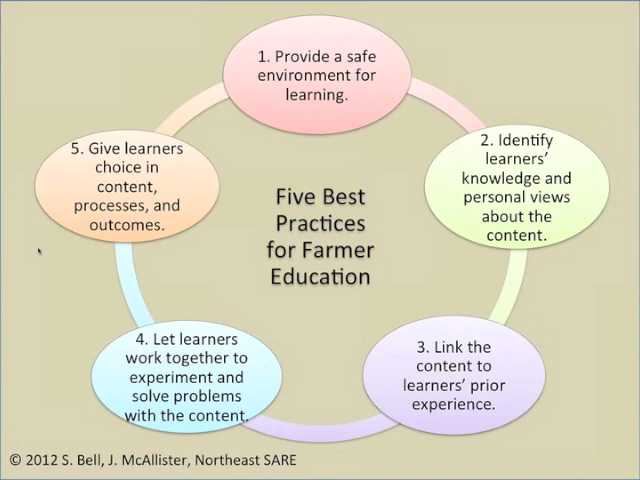 1. Provide a safe
environment for
learning.
2. Identify
learners’
knowledge and
personal views
about the
content.
3. Link the
content to
learners’ prior
experience.
4. Let learners
work together to
experiment and
solve problems
with the content.
5. Give learners
choice in
content,
processes, and
outcomes.
Five Best
Practices
for Farmer
Education
© 2012 S. Bell, J. McAllister, Northeast SARE